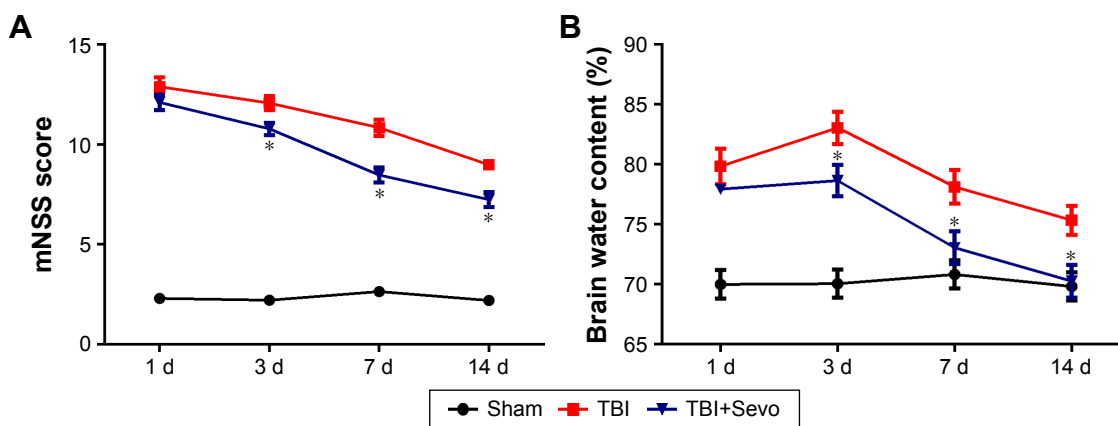 A
mNSS score
15
10
5
0
1 d 3 d 7 d 14 d
*
*
*
B
Brain water content (%)
90
85
80
75
70
65
1 d 3 d 7 d 14 d
*
*
*
Sham TBI TBI+Sevo